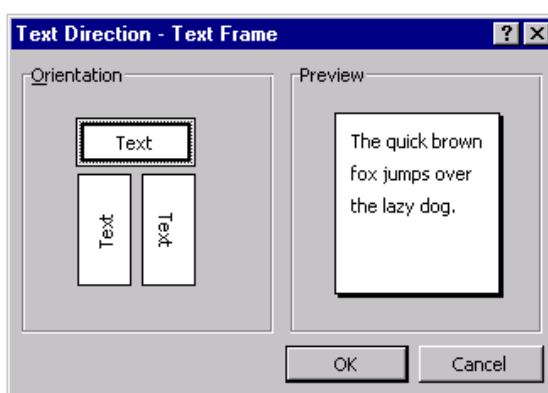 Text Direction - Text Frame
Orientation
Text
Text
Text
Preview
The quick brown
fox jumps over
the lazy dog.
OK
Cancel